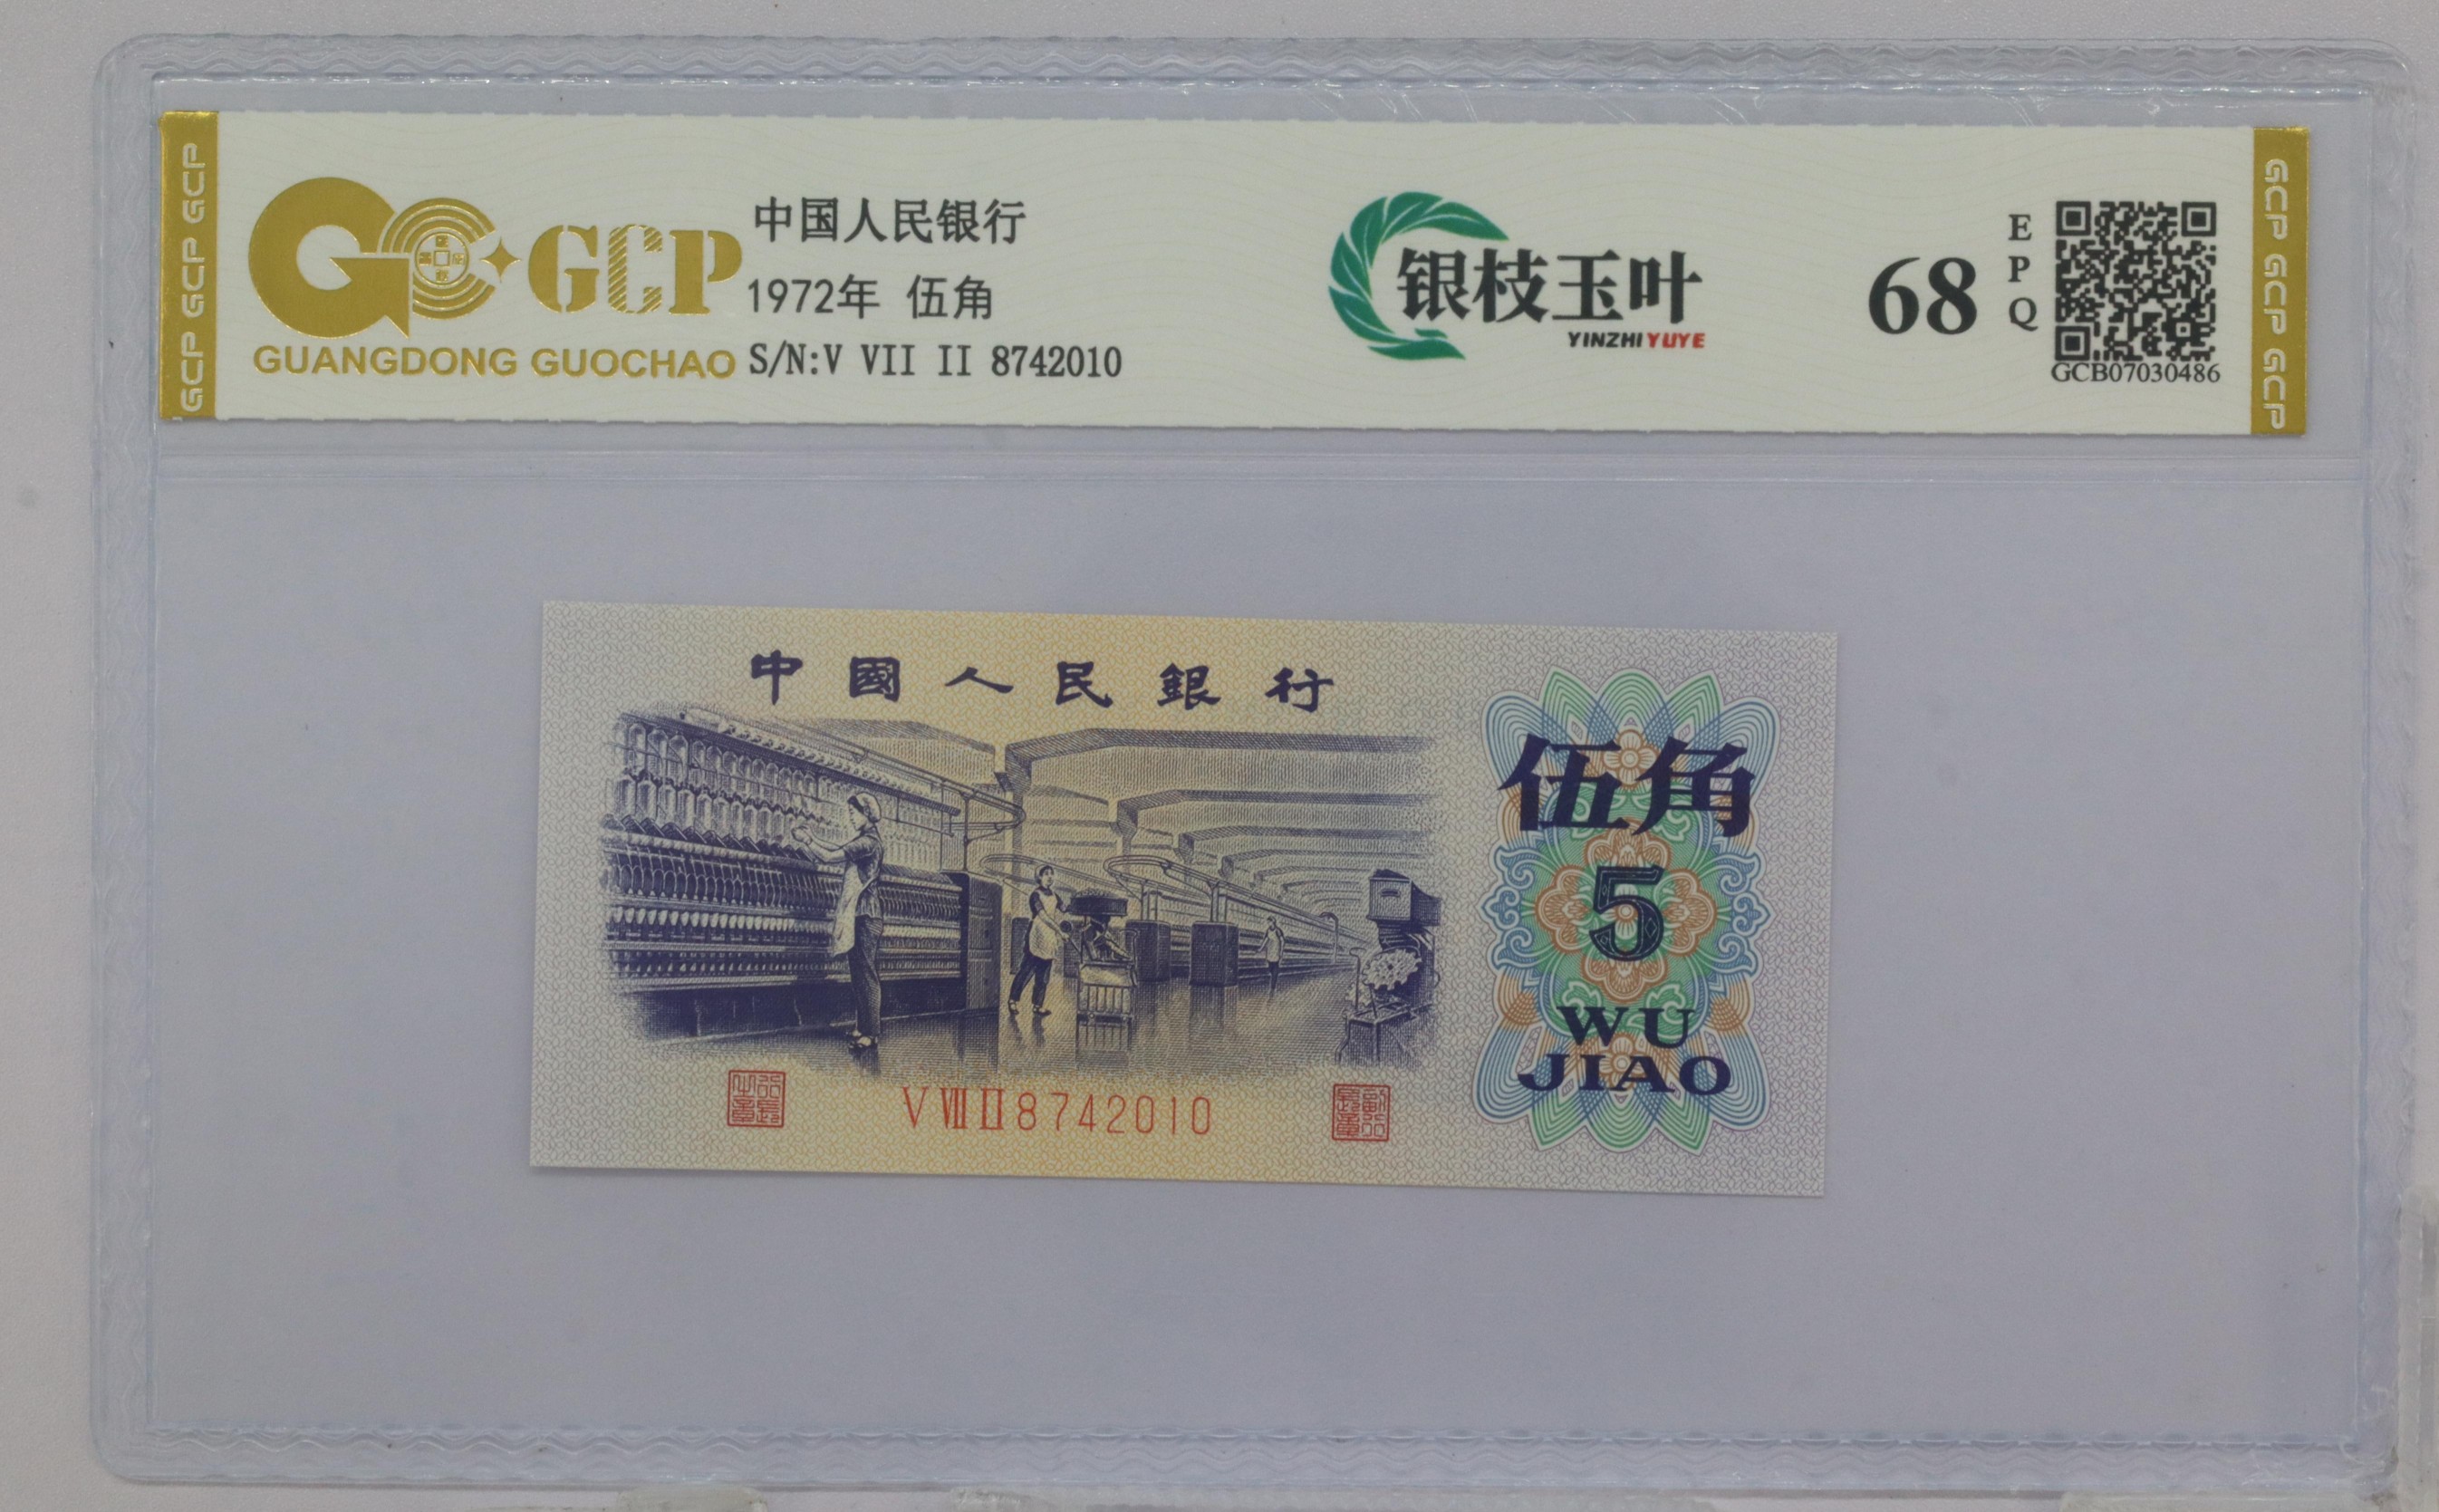 GCP GCP GCP
GCP
GUANGDONG GUOCHAO
中国人民银行
1972年 伍角
S/N:V VII II 8742010
银枝玉叶
YINZHI YUYE
68
EPQ
GCB07030486
GCP GCP GCP
中國人民銀行
伍角
5
WU
JIAO
V VII II 8742010